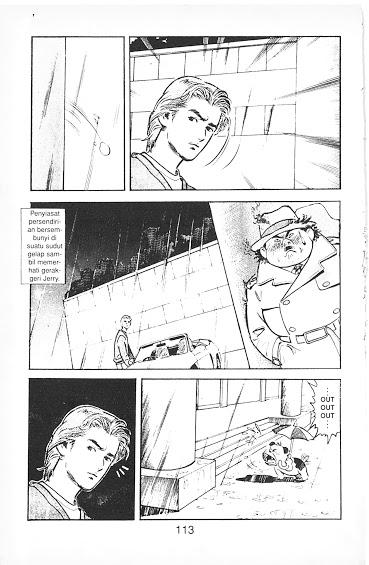 Penyiasat
persendiri-
an bersem-
bunyi di
suatu sudut
gelap sam-
bil memer-
hati gerak-
geri Jerry.
OUT
OUT
OUT
113